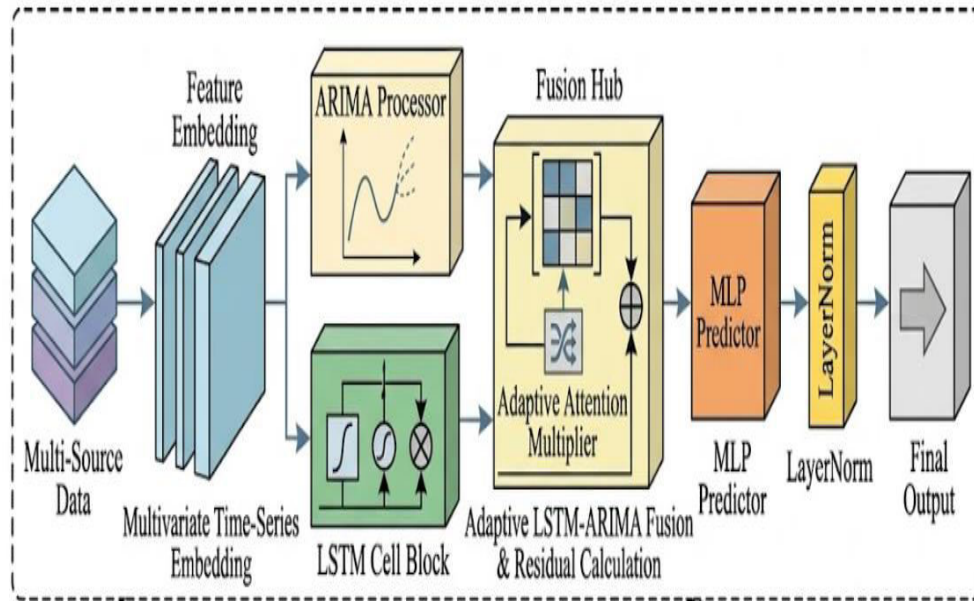 Feature
Embedding
ARIMA Processor
Fusion Hub
MLP
Predictor
LayerNorm
Adaptive Attention
Multiplier
Multi-Source
Data
Multivariate Time-Series
Embedding
LSTM Cell Block
Adaptive LSTM-ARIMA Fusion
& Residual Calculation
MLP
Predictor
LayerNorm
Final
Output